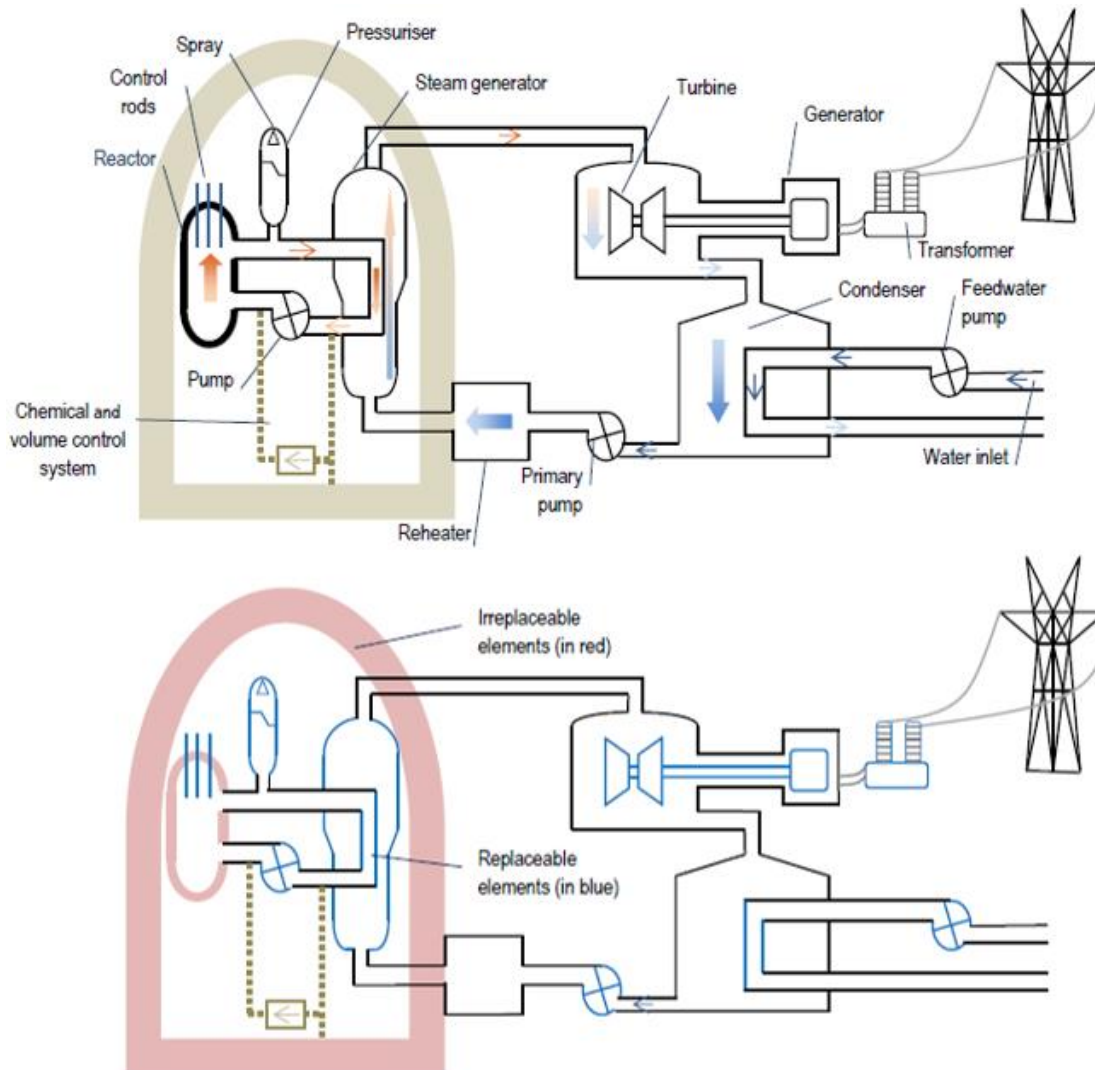 Spray
Pressuriser
Control
rods
Steam generator
Turbine
Generator
Reactor
Transformer
Condenser
Feedwater
pump
Pump
Chemical and
volume control
system
Primary
pump
Water inlet
Reheater
Irreplaceable
elements (in red)
Replaceable
elements (in blue)